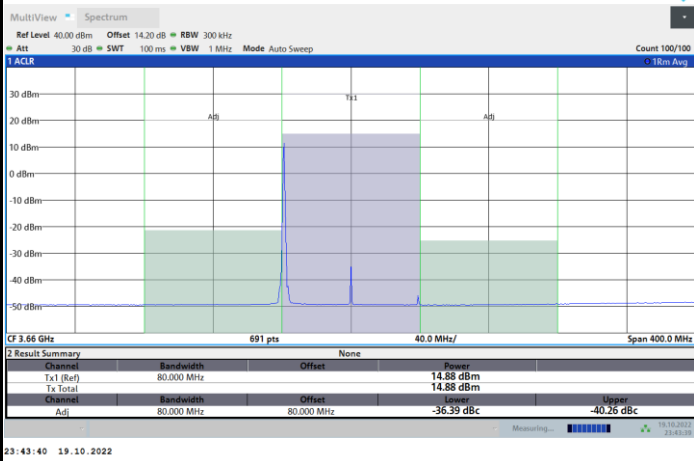 MultiView Spectrum
Ref Level 40.00 dBm Offset 14.20 dB RBW 300 kHz
Att 30 dB SWT 100 ms VBW 1 MHz Mode Auto Sweep Count 100/100
1 ACLR 1Rm Avg
30 dBm
Tx1
20 dBm
Adj Adj
10 dBm
0 dBm
-10 dBm
-20 dBm
-30 dBm
-40 dBm
-50 dBm
CF 3.66 GHz 691 pts 40.0 MHz/ Span 400.0 MHz
2 Result Summary None
Channel Bandwidth Offset Power
Tx1 (Ref) 80.000 MHz 14.88 dBm
Tx Total 14.88 dBm
Channel Bandwidth Offset Lower Upper
Adj 80.000 MHz 80.000 MHz -36.39 dBc -40.26 dBc
Measuring... 19.10.2022
23:43:39
23:43:40 19.10.2022